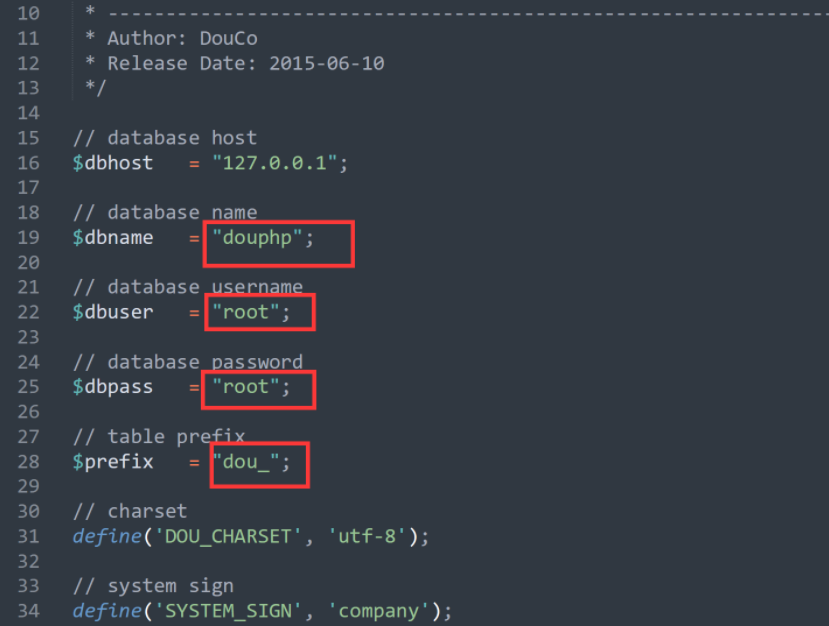 10 * --------------------------------------------------------------
11 * Author: DouCo
12 * Release Date: 2015-06-10
13 */
14
15 // database host
16 $dbhost = "127.0.0.1";
17
18 // database name
19 $dbname = "douphp";
20
21 // database username
22 $dbuser = "root";
23
24 // database password
25 $dbpass = "root";
26
27 // table prefix
28 $prefix = "dou_";
29
30 // charset
31 define('DOU_CHARSET', 'utf-8');
32
33 // system sign
34 define('SYSTEM_SIGN', 'company');